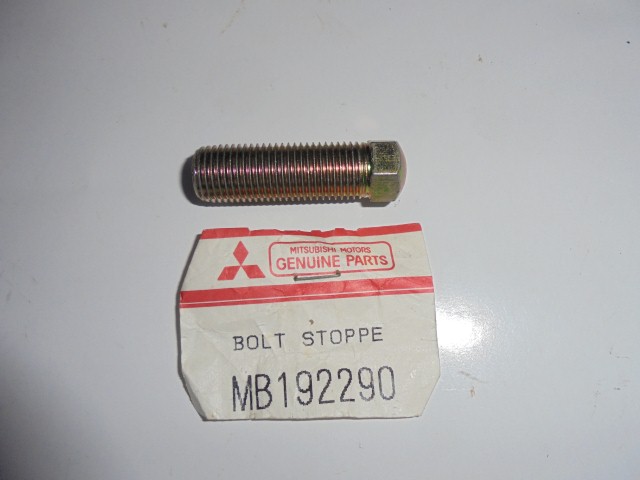 MITSUBISHI MOTORS
GENUINE PARTS
BOLT STOPPE
MB192290